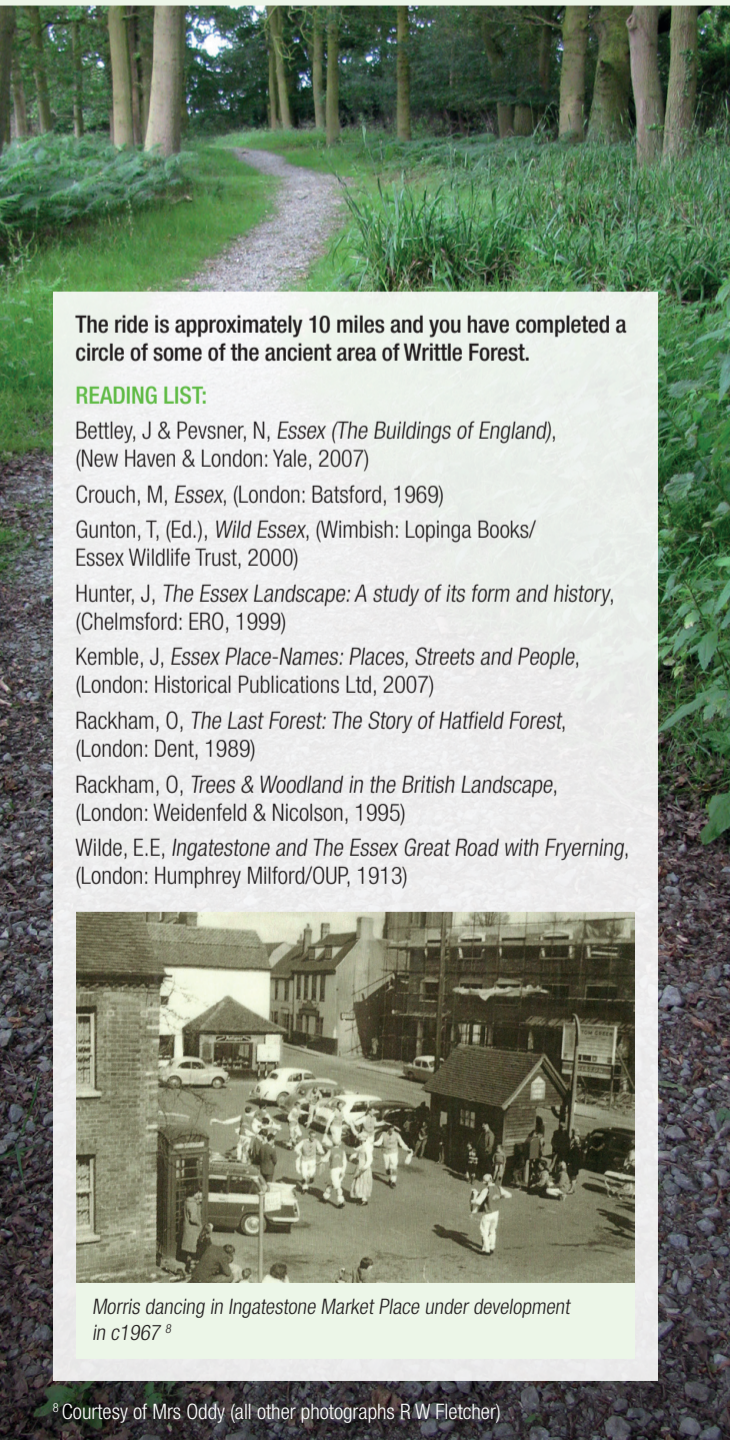 The ride is approximately 10 miles and you have completed a
circle of some of the ancient area of Writtle Forest.
READING LIST:
Bettley, J & Pevsner, N, Essex (The Buildings of England),
(New Haven & London: Yale, 2007)
Crouch, M, Essex, (London: Batsford, 1969)
Gunton, T, (Ed.), Wild Essex, (Wimbish: Lopinga Books/
Essex Wildlife Trust, 2000)
Hunter, J, The Essex Landscape: A study of its form and history,
(Chelmsford: ERO, 1999)
Kemble, J, Essex Place-Names: Places, Streets and People,
(London: Historical Publications Ltd, 2007)
Rackham, O, The Last Forest: The Story of Hatfield Forest,
(London: Dent, 1989)
Rackham, O, Trees & Woodland in the British Landscape,
(London: Weidenfeld & Nicolson, 1995)
Wilde, E.E, Ingatestone and The Essex Great Road with Fryerning,
(London: Humphrey Milford/OUP, 1913)
Morris dancing in Ingatestone Market Place under development
in c1967 8
8 Courtesy of Mrs Oddy (all other photographs R W Fletcher)